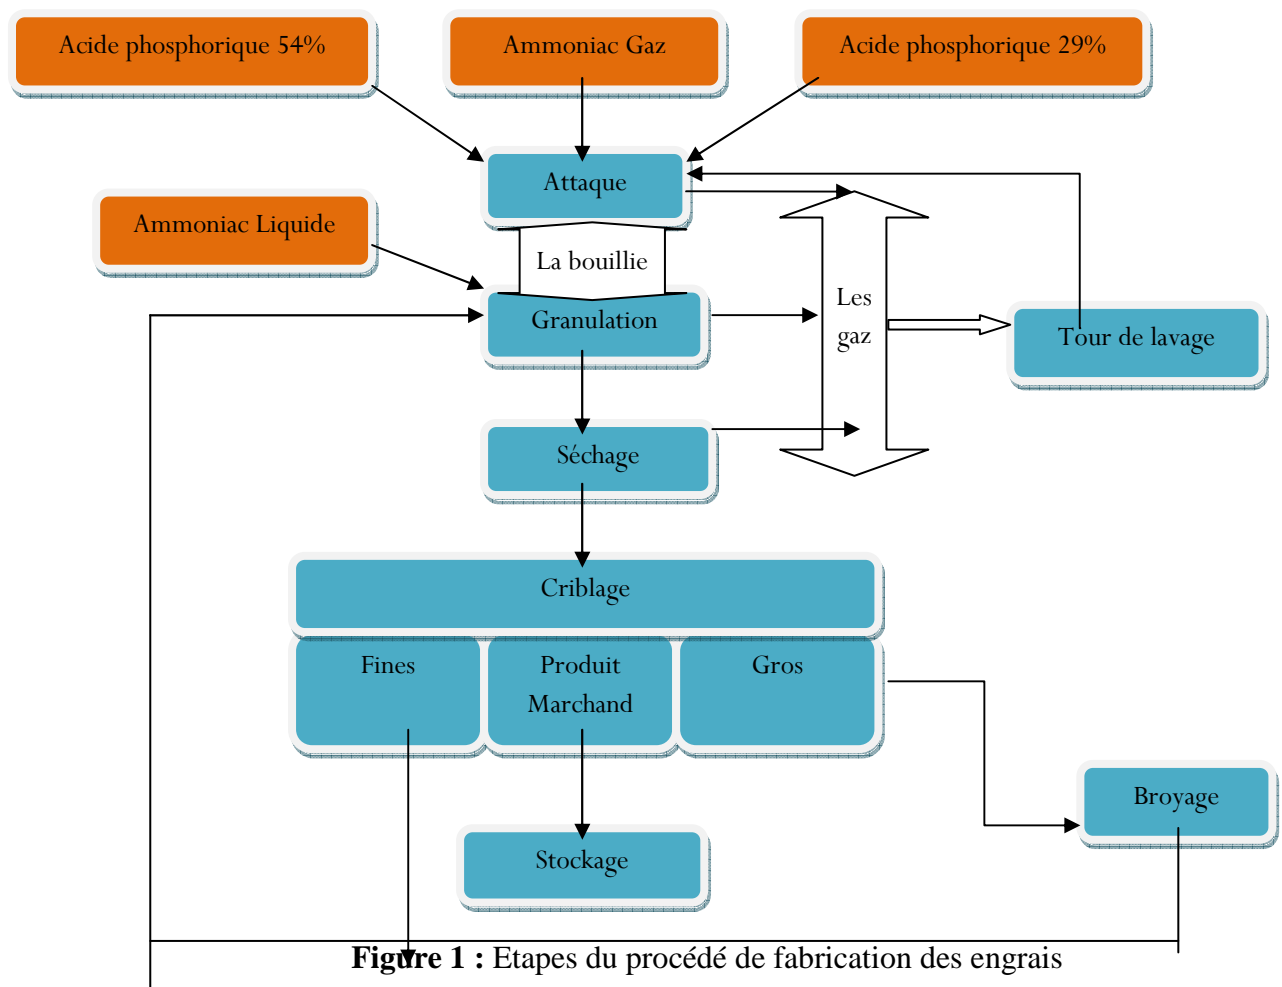 Acide phosphorique 54%
Ammoniac Gaz
Acide phosphorique 29%
Attaque
Ammoniac Liquide
La bouillie
Granulation
Les
gaz
Tour de lavage
Séchage
Criblage
Fines
Produit
Marchand
Gros
Broyage
Stockage
Figure 1 : Etapes du procédé de fabrication des engrais